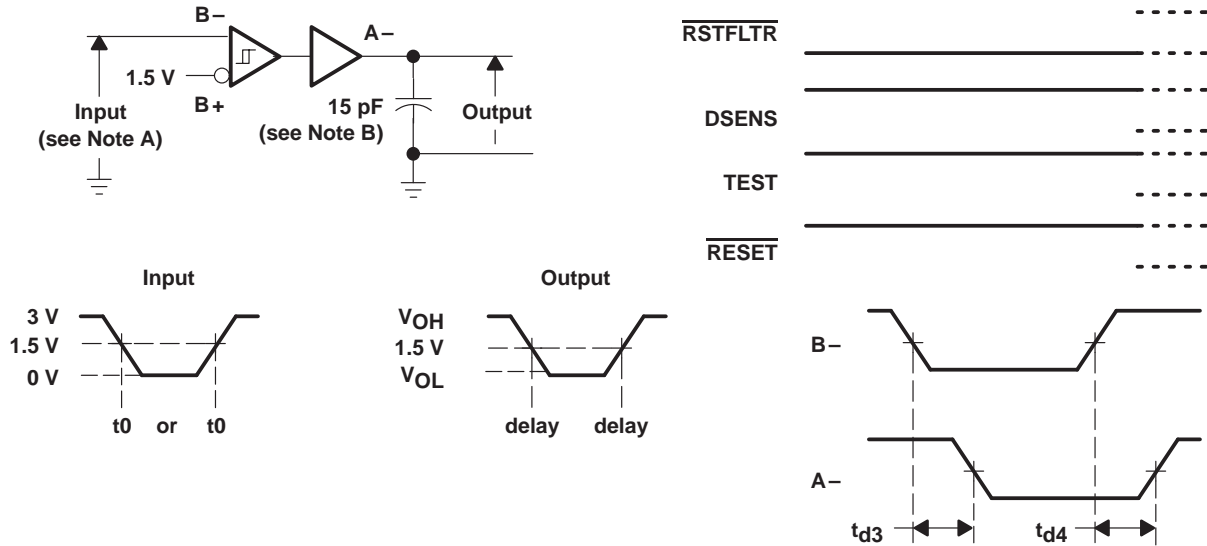 B–
A–
1.5 V
B+
Input
(see Note A)
15 pF
(see Note B)
Output
RSTFLTR
DSENS
TEST
RESET
Input
3 V
1.5 V
0 V
t0 or t0
Output
VOH
1.5 V
VOL
delay delay
B–
A–
td3 td4